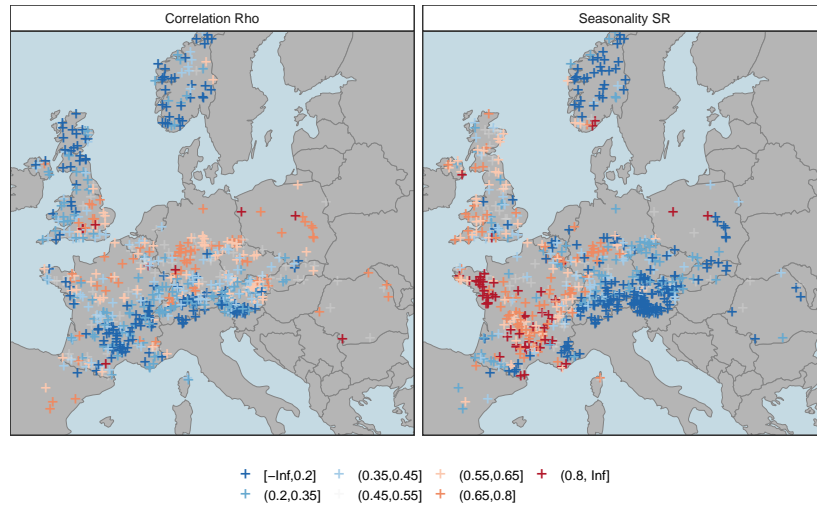 Correlation Rho
Seasonality SR
[−Inf,0.2]
(0.35,0.45]
(0.55,0.65]
(0.8, Inf]
(0.2,0.35]
(0.45,0.55]
(0.65,0.8]